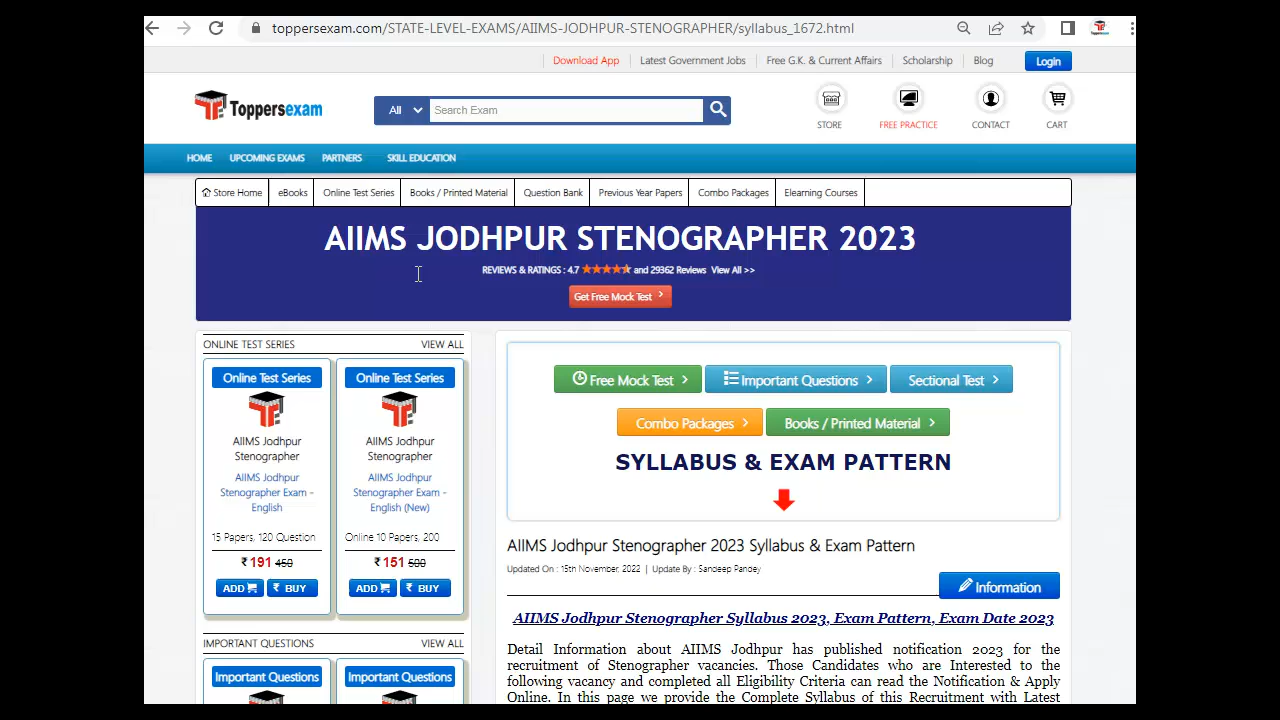 toppersexam.com/STATE-LEVEL-EXAMS/AIIMS-JODHPUR-STENOGRAPHER/syllabus_1672.html
Download App
Latest Government Jobs
Free G.K. & Current Affairs
Scholarship
Blog
Login
Toppersexam
All
Search Exam
STORE
FREE PRACTICE
CONTACT
CART
HOME
UPCOMING EXAMS
PARTNERS
SKILL EDUCATION
Store Home
eBooks
Online Test Series
Books / Printed Material
Question Bank
Previous Year Papers
Combo Packages
Elearning Courses
AIIMS JODHPUR STENOGRAPHER 2023
REVIEWS & RATINGS : 4.7 ★★★★★ and 29362 Reviews View All >>
Get Free Mock Test >
ONLINE TEST SERIES
VIEW ALL
Online Test Series
AIIMS Jodhpur
Stenographer
AIIMS Jodhpur
Stenographer Exam -
English
15 Papers, 120 Question
₹ 191 450
ADD
₹ BUY
Online Test Series
AIIMS Jodhpur
Stenographer
AIIMS Jodhpur
Stenographer Exam -
English (New)
Online 10 Papers, 200
₹ 151 500
ADD
₹ BUY
IMPORTANT QUESTIONS
VIEW ALL
Important Questions
Important Questions
Free Mock Test >
Important Questions >
Sectional Test >
Combo Packages >
Books / Printed Material >
SYLLABUS & EXAM PATTERN
AIIMS Jodhpur Stenographer 2023 Syllabus & Exam Pattern
Updated On : 15th November, 2022 | Update By : Sandeep Pandey
Information
AIIMS Jodhpur Stenographer Syllabus 2023, Exam Pattern, Exam Date 2023
Detail Information about AIIMS Jodhpur has published notification 2023 for the
recruitment of Stenographer vacancies. Those Candidates who are Interested to the
following vacancy and completed all Eligibility Criteria can read the Notification & Apply
Online. In this page we provide the Complete Syllabus of this Recruitment with Latest